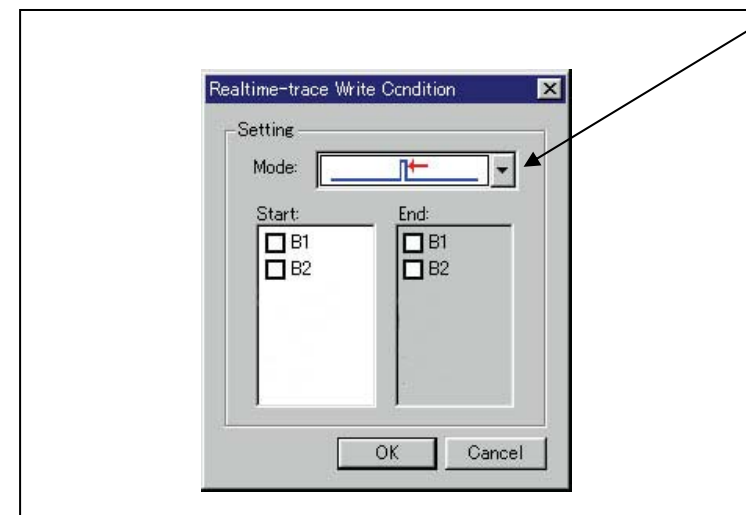 Realtime-trace Write Condition
Setting
Mode:
Start: End:
B1 B1
B2 B2
OK Cancel